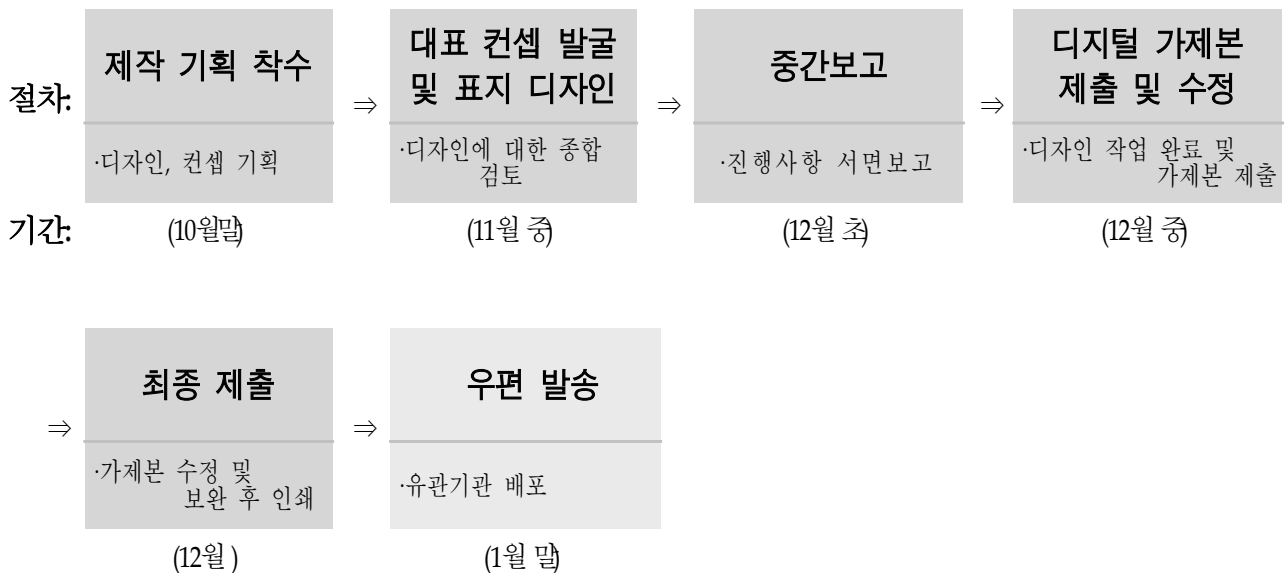 절차:
제작 기획 착수
·디자인, 컨셉 기획
⇒
대표 컨셉 발굴
및 표지 디자인
·디자인에 대한 종합
검토
⇒
중간보고
·진행사항 서면보고
⇒
디지털 가제본
제출 및 수정
·디자인 작업 완료 및
가제본 제출
기간:
(10월말)
(11월 중)
(12월 초)
(12월 중)
⇒
최종 제출
·가제본 수정 및
보완 후 인쇄
⇒
우편 발송
·유관기관 배포
(12월 )
(1월 말)